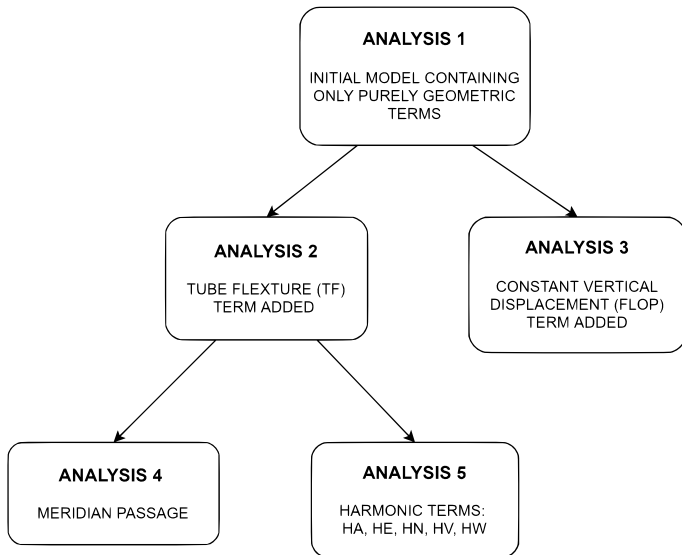 ANALYSIS 1
INITIAL MODEL CONTAINING
ONLY PURELY GEOMETRIC
TERMS
ANALYSIS 2
TUBE FLEXTURE (TF)
TERM ADDED
ANALYSIS 3
CONSTANT VERTICAL
DISPLACEMENT (FLOP)
TERM ADDED
ANALYSIS 4
MERIDIAN PASSAGE
ANALYSIS 5
HARMONIC TERMS:
HA, HE, HN, HV, HW